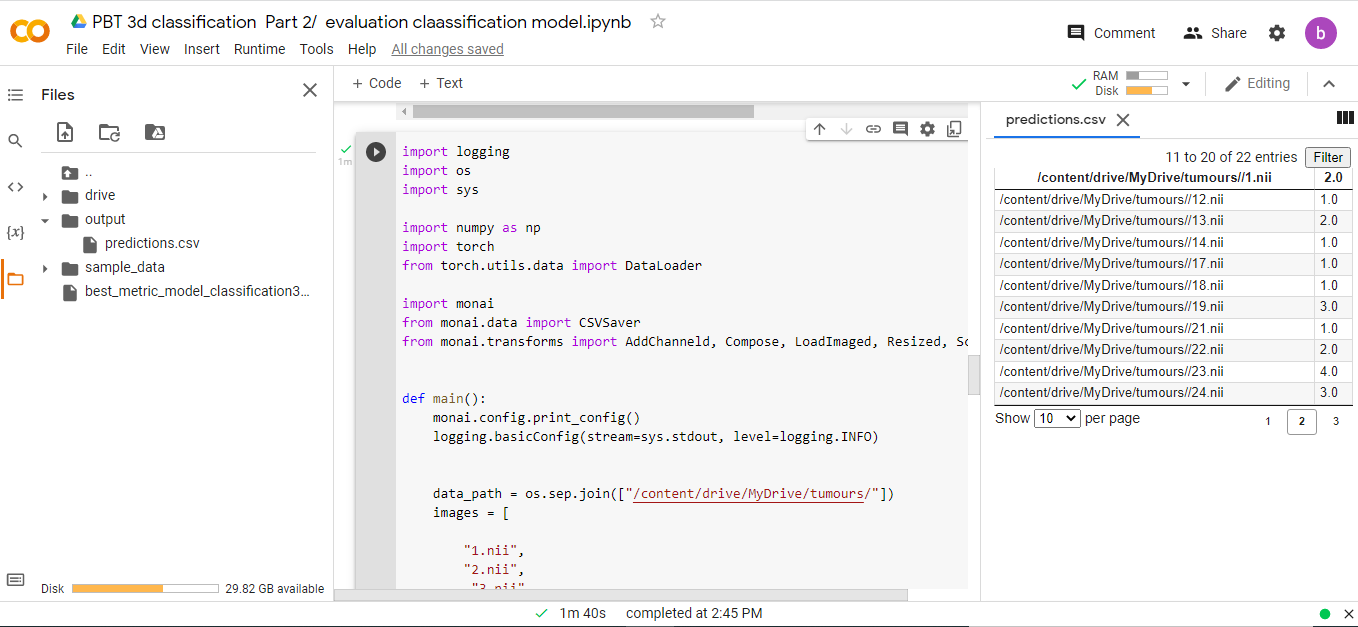 PBT 3d classification Part 2/ evaluation claassification model.ipynb
File Edit View Insert Runtime Tools Help All changes saved
Comment
Share
b
Files
+ Code + Text
RAM
Disk
Editing
..
drive
output
predictions.csv
sample_data
best_metric_model_classification3...
Disk
29.82 GB available
1m
import logging
import os
import sys
import numpy as np
import torch
from torch.utils.data import DataLoader
import monai
from monai.data import CSVSaver
from monai.transforms import AddChanneld, Compose, LoadImaged, Resized, Sc
def main():
monai.config.print_config()
logging.basicConfig(stream=sys.stdout, level=logging.INFO)
data_path = os.sep.join(["/content/drive/MyDrive/tumours/"])
images = [
"1.nii",
"2.nii",
"3.nii"
predictions.csv
11 to 20 of 22 entries Filter
/content/drive/MyDrive/tumours//1.nii 2.0
/content/drive/MyDrive/tumours//12.nii 1.0
/content/drive/MyDrive/tumours//13.nii 2.0
/content/drive/MyDrive/tumours//14.nii 1.0
/content/drive/MyDrive/tumours//17.nii 1.0
/content/drive/MyDrive/tumours//18.nii 1.0
/content/drive/MyDrive/tumours//19.nii 3.0
/content/drive/MyDrive/tumours//21.nii 1.0
/content/drive/MyDrive/tumours//22.nii 2.0
/content/drive/MyDrive/tumours//23.nii 4.0
/content/drive/MyDrive/tumours//24.nii 3.0
Show 10 per page 1 2 3
1m 40s completed at 2:45 PM